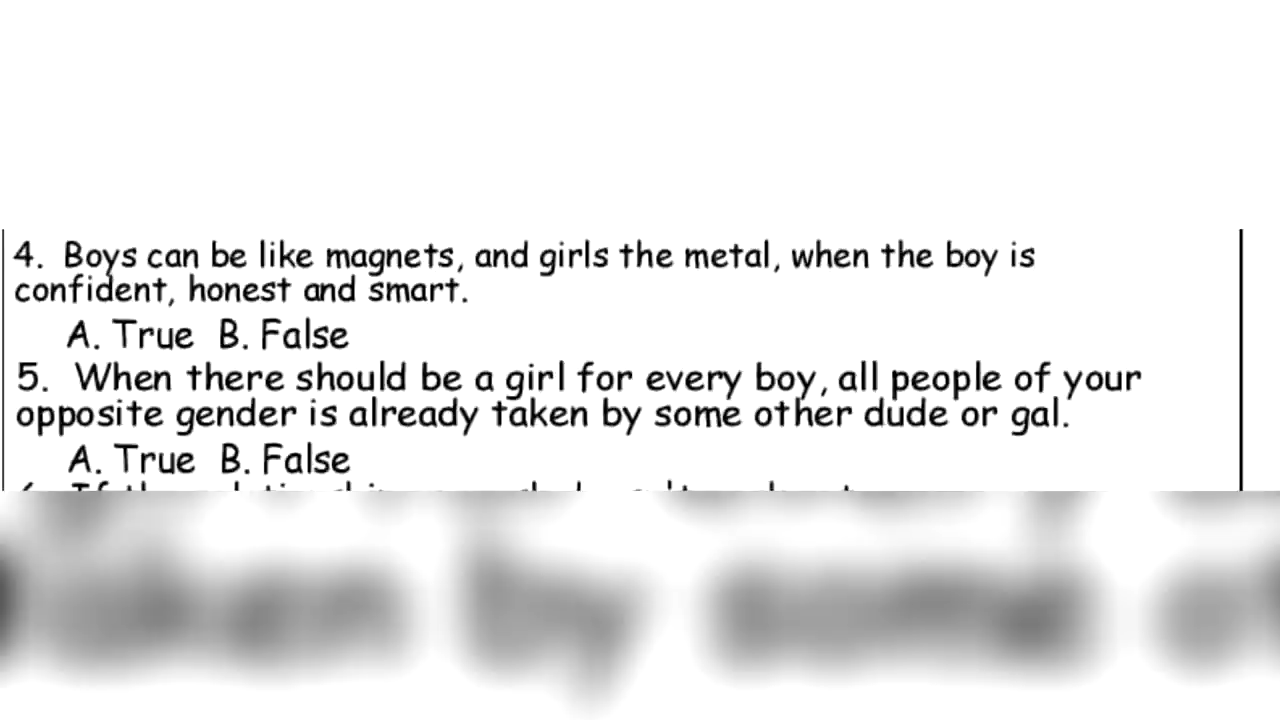 4. Boys can be like magnets, and girls the metal, when the boy is
confident, honest and smart.
A. True B. False
5. When there should be a girl for every boy, all people of your
opposite gender is already taken by some other dude or gal.
A. True B. False